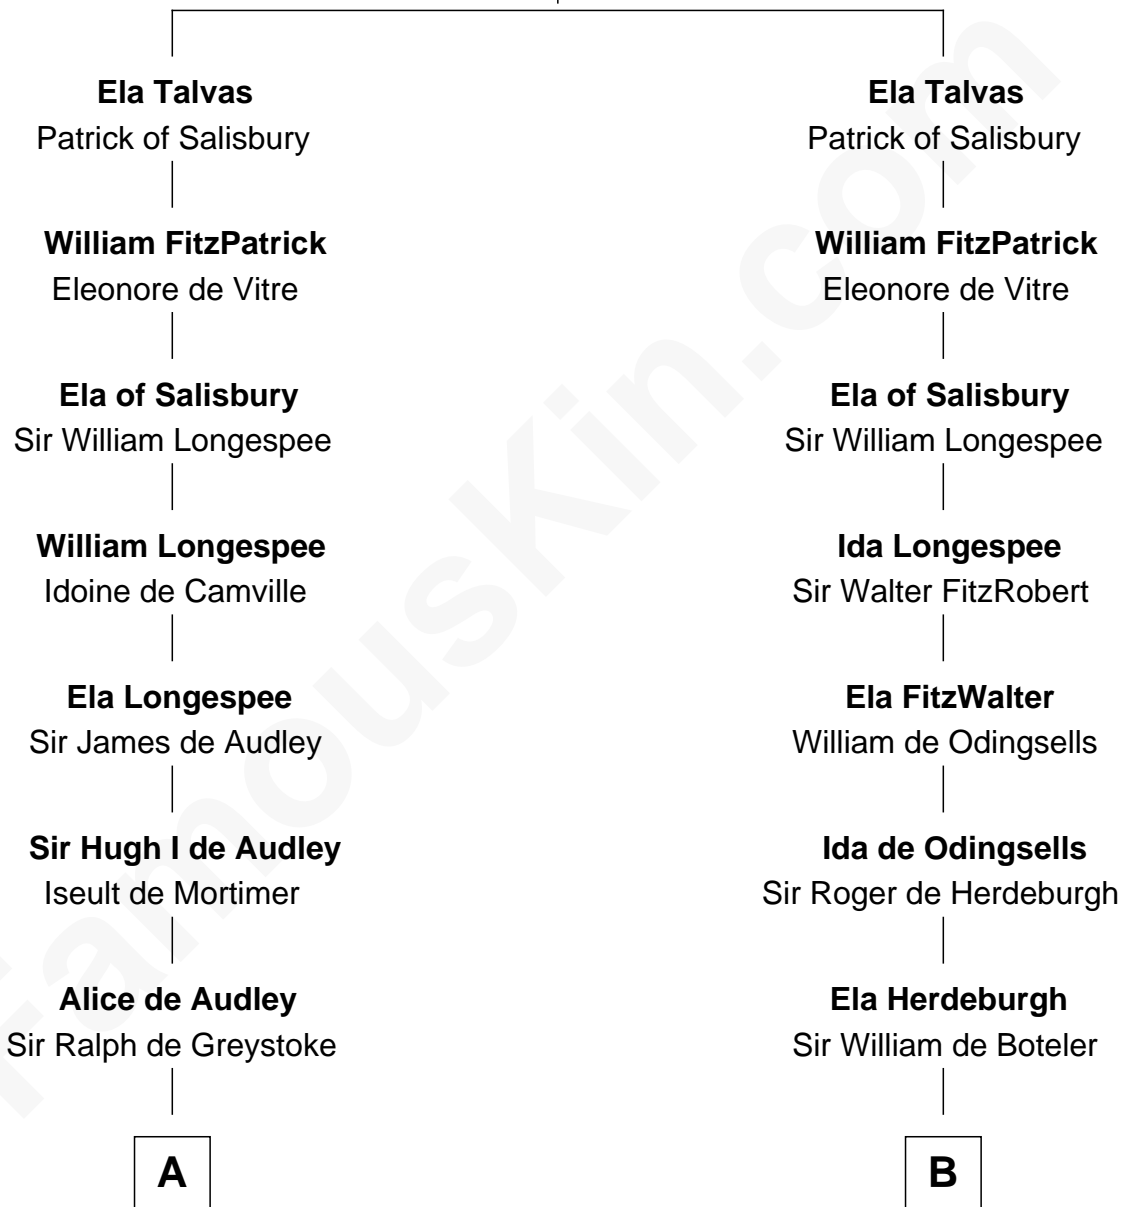 Ela Talvas
Patrick of Salisbury
William FitzPatrick
Eleonore de Vitre
Ela of Salisbury
Sir William Longespee
William Longespee
Idoine de Camville
Ela Longespee
Sir James de Audley
Sir Hugh I de Audley
Iseult de Mortimer
Alice de Audley
Sir Ralph de Greystoke
A
Ela Talvas
Patrick of Salisbury
William FitzPatrick
Eleonore de Vitre
Ela of Salisbury
Sir William Longespee
Ida Longespee
Sir Walter FitzRobert
Ela FitzWalter
William de Odingsells
Ida de Odingsells
Sir Roger de Herdeburgh
Ela Herdeburgh
Sir William de Boteler
B
FamousKin.com